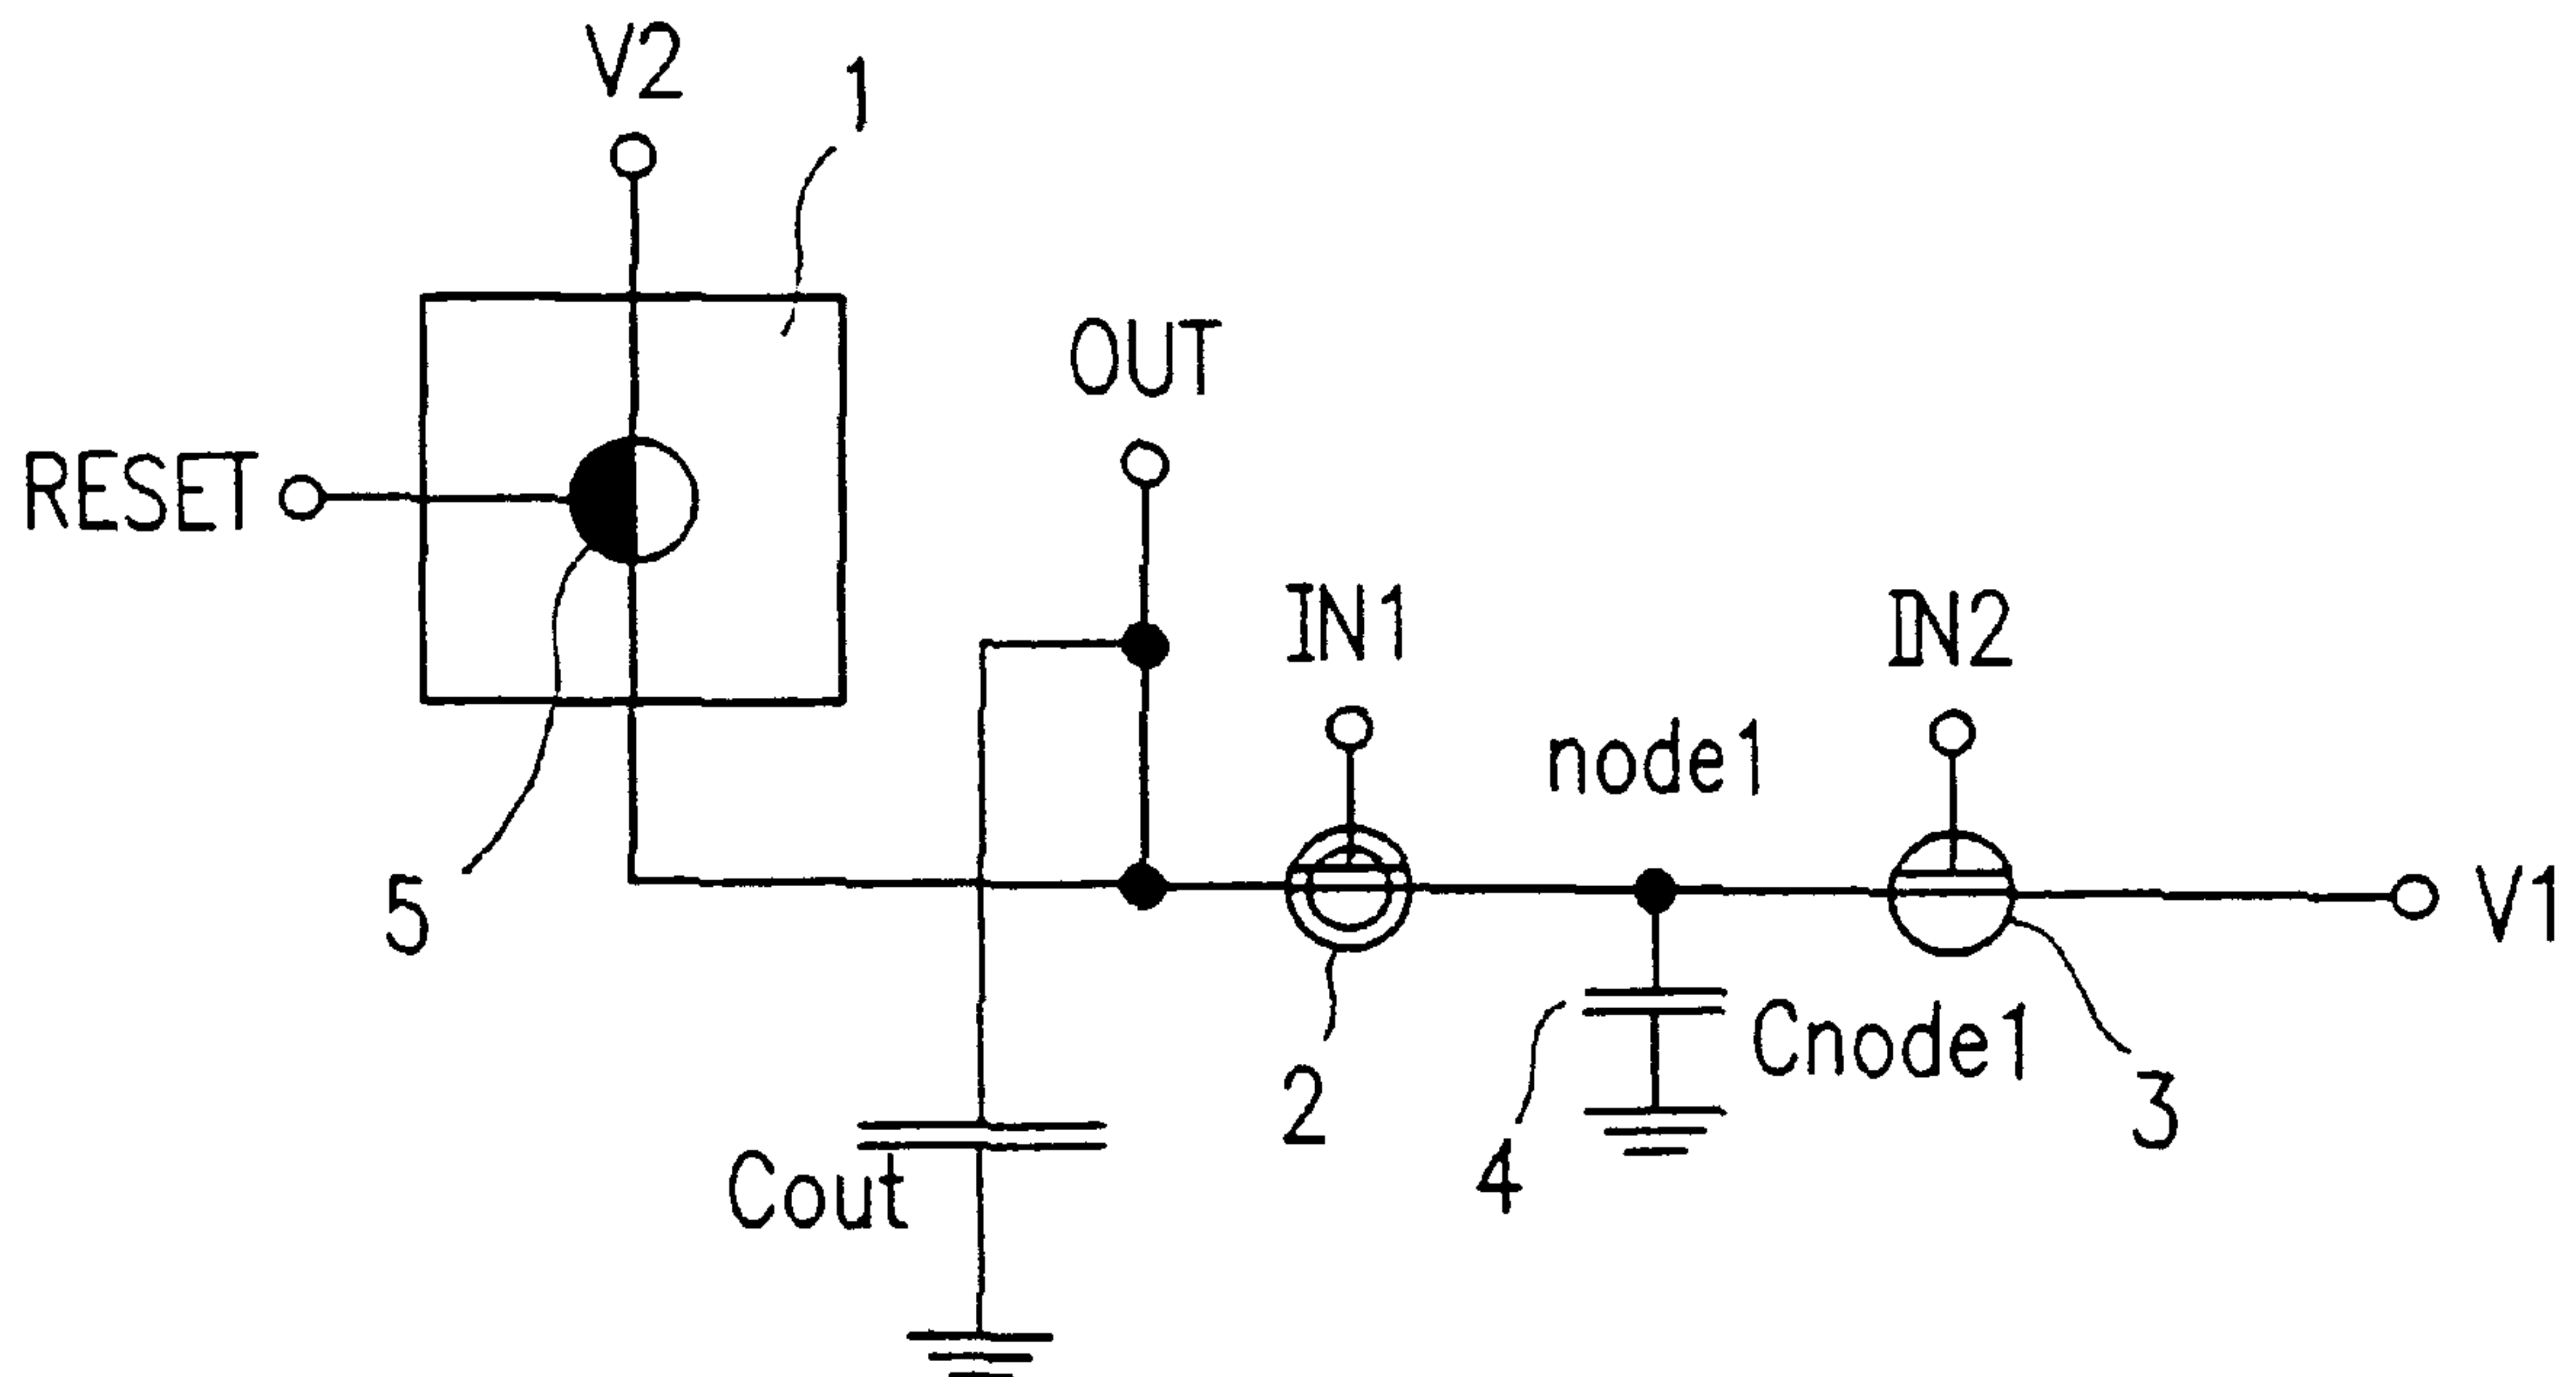 V2
1
OUT
RESET
IN1
IN2
node1
V1
5
Cnode1
2
3
4
Cout